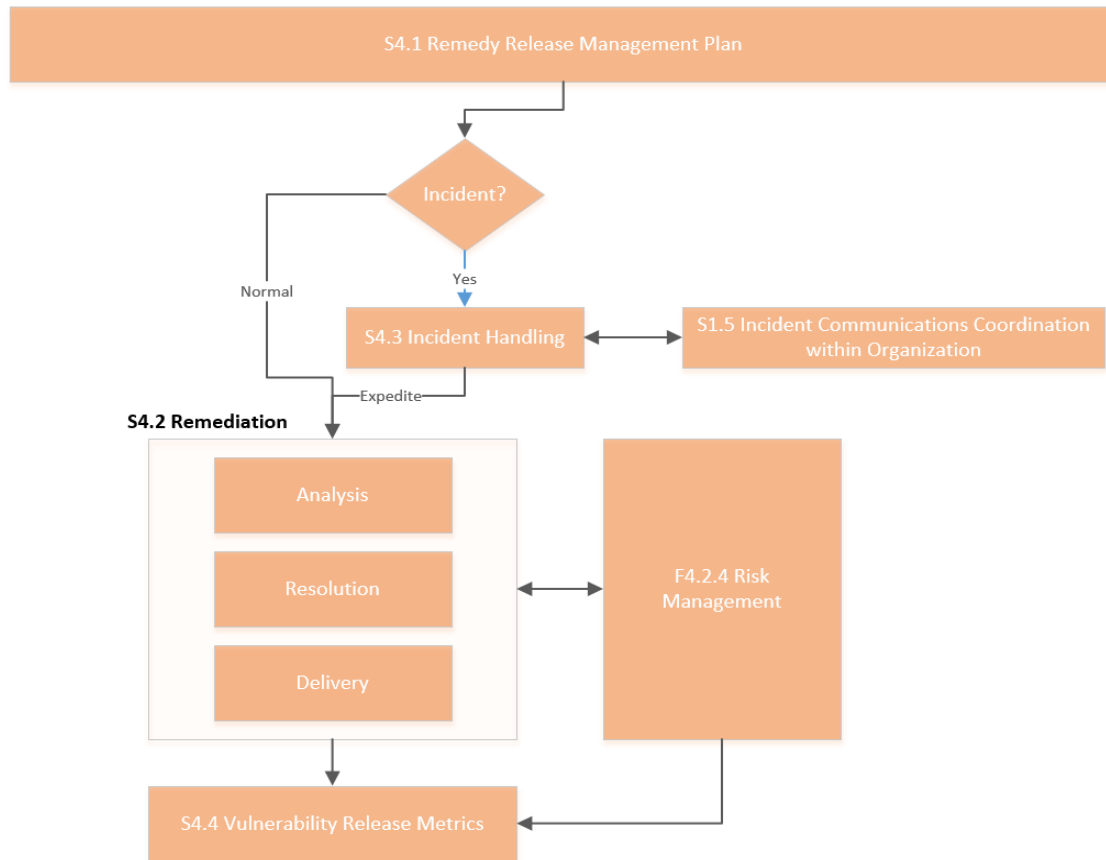 S4.1 Remedy Release Management Plan
Incident?
Yes
Normal
S4.3 Incident Handling
S1.5 Incident Communications Coordination
within Organization
Expedite
S4.2 Remediation
Analysis
Resolution
Delivery
F4.2.4 Risk
Management
S4.4 Vulnerability Release Metrics